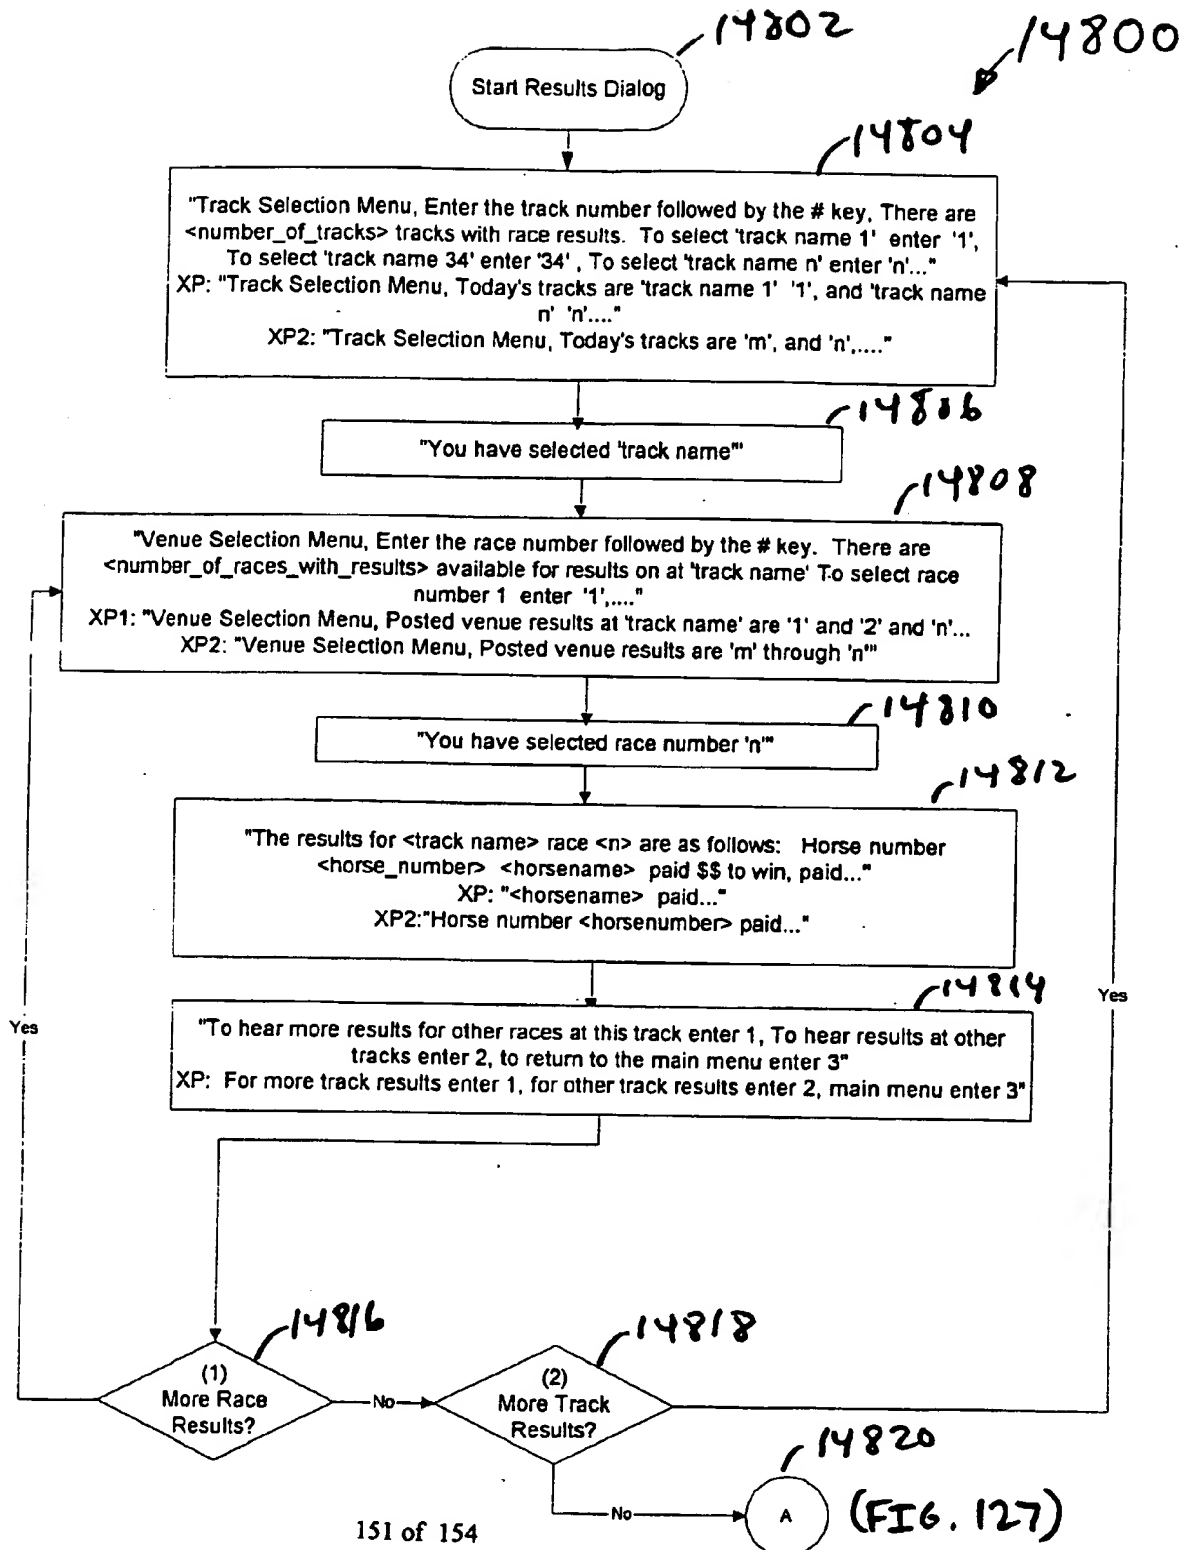 14802
14800
Start Results Dialog
14804
"Track Selection Menu, Enter the track number followed by the # key, There are
<number_of_tracks> tracks with race results. To select 'track name 1' enter '1',
To select 'track name 34' enter '34' , To select 'track name n' enter 'n'..."
XP: "Track Selection Menu, Today's tracks are 'track name 1' '1', and 'track name
n' 'n'...."
XP2: "Track Selection Menu, Today's tracks are 'm', and 'n',...."
14806
"You have selected 'track name'"
14808
"Venue Selection Menu, Enter the race number followed by the # key. There are
<number_of_races_with_results> available for results on at 'track name' To select race
number 1 enter '1',...."
XP1: "Venue Selection Menu, Posted venue results at 'track name' are '1' and '2' and 'n'...
XP2: "Venue Selection Menu, Posted venue results are 'm' through 'n'"
14810
"You have selected race number 'n'"
14812
"The results for <track name> race <n> are as follows: Horse number
<horse_number> <horsename> paid $$ to win, paid..."
XP: "<horsename> paid..."
XP2:"Horse number <horsenumber> paid..."
14814
"To hear more results for other races at this track enter 1, To hear results at other
tracks enter 2, to return to the main menu enter 3"
XP: For more track results enter 1, for other track results enter 2, main menu enter 3"
Yes
Yes
14816
14818
(1)
More Race
Results?
No
(2)
More Track
Results?
14820
No
A
(FIG. 127)
151 of 154